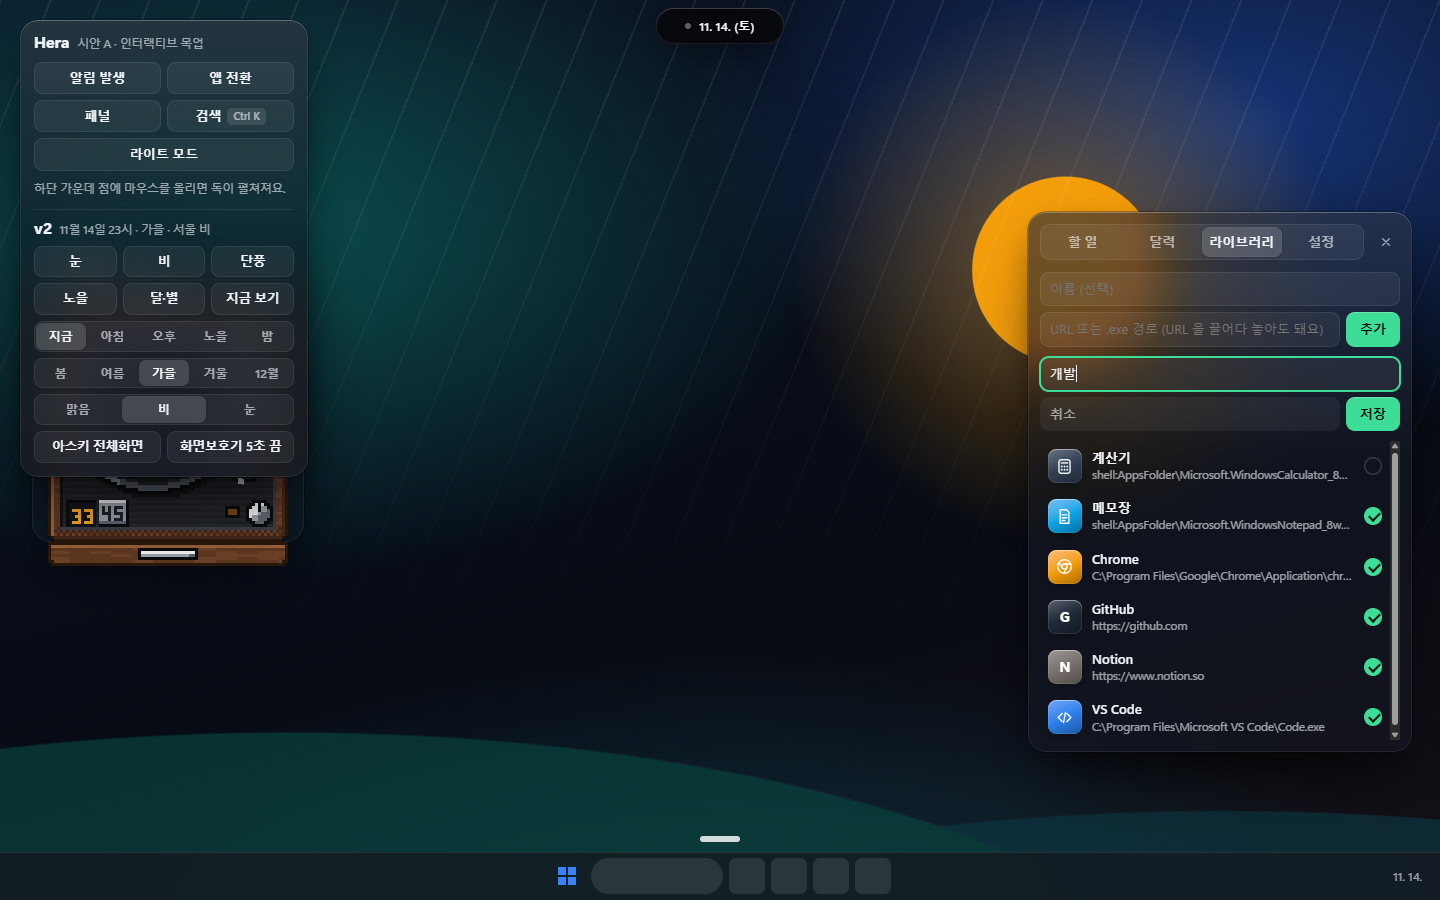 11. 14. (토)
Hera 시안 A · 인터랙티브 목업
알림 발생
앱 전환
패널
검색 Ctrl K
라이트 모드
하단 가운데 점에 마우스를 올리면 독이 펼쳐져요.
v2 11월 14일 23시 · 가을 · 서울 비
눈
비
단풍
노을
달·별
지금 보기
지금
아침
오후
노을
밤
봄
여름
가을
겨울
12월
맑음
비
눈
아스키 전체화면
화면보호기 5초 끔
33 45
할 일
달력
라이브러리
설정
×
이름 (선택)
URL 또는 .exe 경로 (URL 을 끌어다 놓아도 돼요)
추가
개발
취소
저장
계산기
shell:AppsFolder\Microsoft.WindowsCalculator_8...
메모장
shell:AppsFolder\Microsoft.WindowsNotepad_8w...
Chrome
C:\Program Files\Google\Chrome\Application\chr...
G
GitHub
https://github.com
N
Notion
https://www.notion.so
VS Code
C:\Program Files\Microsoft VS Code\Code.exe
11. 14.